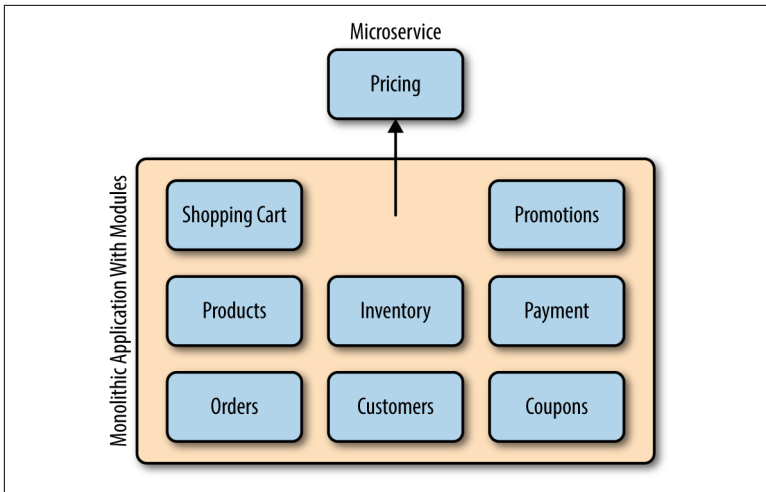 Microservice
Pricing
Monolithic Application With Modules
Shopping Cart
Promotions
Products
Inventory
Payment
Orders
Customers
Coupons